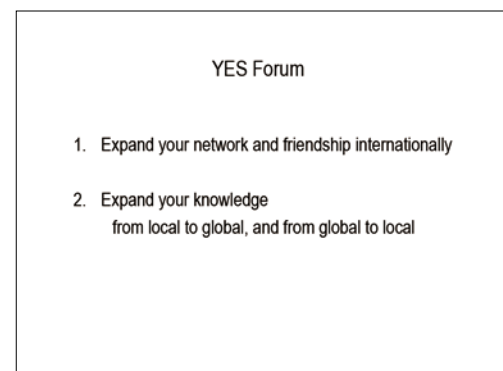 YES Forum
1. Expand your network and friendship internationally
2. Expand your knowledge
from local to global, and from global to local